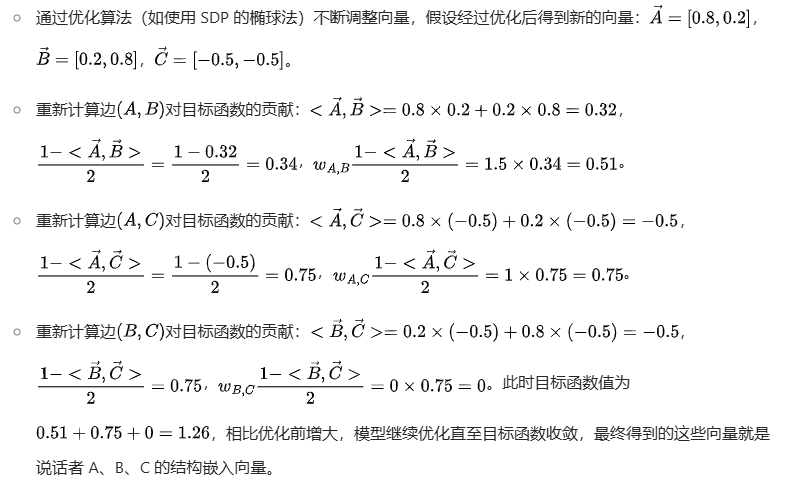 ○ 通过优化算法（如使用 SDP 的椭球法）不断调整向量，假设经过优化后得到新的向量：$\vec{A} = [0.8, 0.2]$，
$\vec{B} = [0.2, 0.8]$，$\vec{C} = [-0.5, -0.5]$。
○ 重新计算边$(A, B)$对目标函数的贡献：$<\vec{A}, \vec{B}>= 0.8 \times 0.2 + 0.2 \times 0.8 = 0.32$，
$\frac{1-<\vec{A}, \vec{B}>}{2} = \frac{1-0.32}{2} = 0.34$，$w_{A,B}\frac{1-<\vec{A}, \vec{B}>}{2} = 1.5 \times 0.34 = 0.51$。
○ 重新计算边$(A, C)$对目标函数的贡献：$<\vec{A}, \vec{C}>= 0.8 \times (-0.5) + 0.2 \times (-0.5) = -0.5$，
$\frac{1-<\vec{A}, \vec{C}>}{2} = \frac{1-(-0.5)}{2} = 0.75$，$w_{A,C}\frac{1-<\vec{A}, \vec{C}>}{2} = 1 \times 0.75 = 0.75$。
○ 重新计算边$(B, C)$对目标函数的贡献：$<\vec{B}, \vec{C}>= 0.2 \times (-0.5) + 0.8 \times (-0.5) = -0.5$，
$\frac{1-<\vec{B}, \vec{C}>}{2} = 0.75$，$w_{B,C}\frac{1-<\vec{B}, \vec{C}>}{2} = 0 \times 0.75 = 0$。此时目标函数值为
$0.51 + 0.75 + 0 = 1.26$，相比优化前增大，模型继续优化直至目标函数收敛，最终得到的这些向量就是
说话者 A、B、C 的结构嵌入向量。